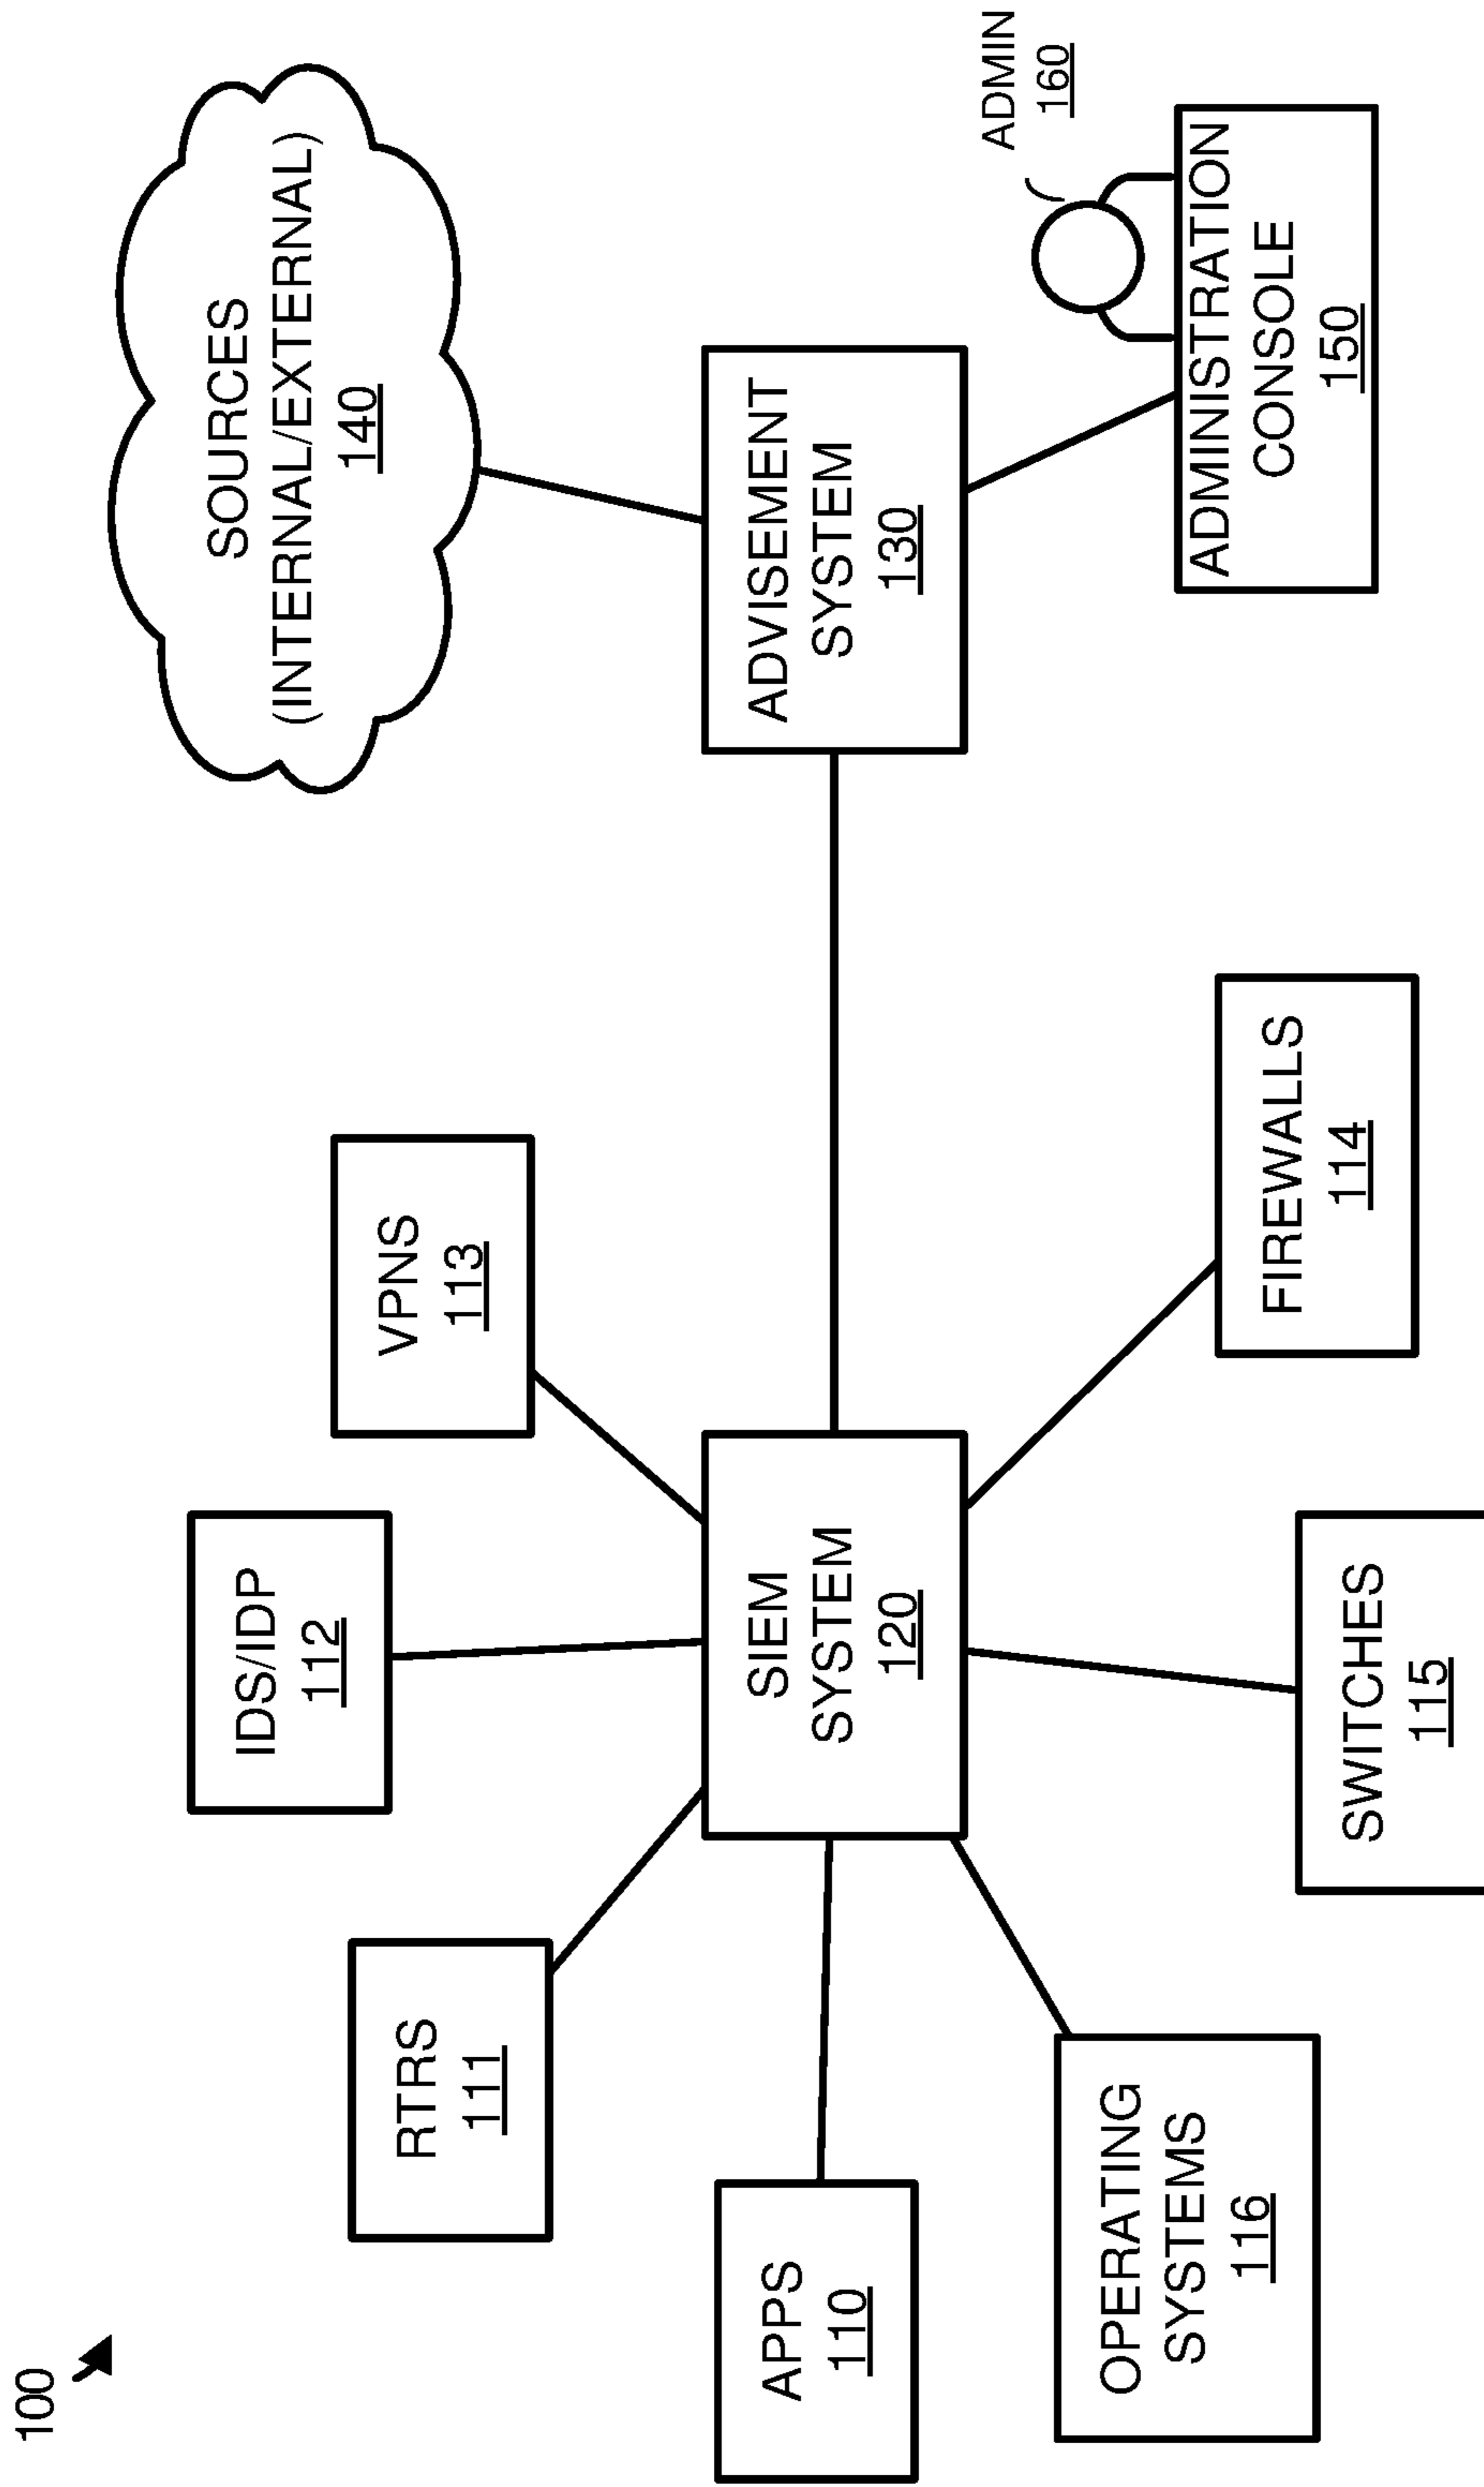 100
RTRS
111
IDS/IDP
112
VPNS
113
SOURCES
(INTERNAL/EXTERNAL)
140
APPS
110
SIEM
SYSTEM
120
ADVISEMENT
SYSTEM
130
ADMIN
160
OPERATING
SYSTEMS
116
SWITCHES
115
FIREWALLS
114
ADMINISTRATION
CONSOLE
150